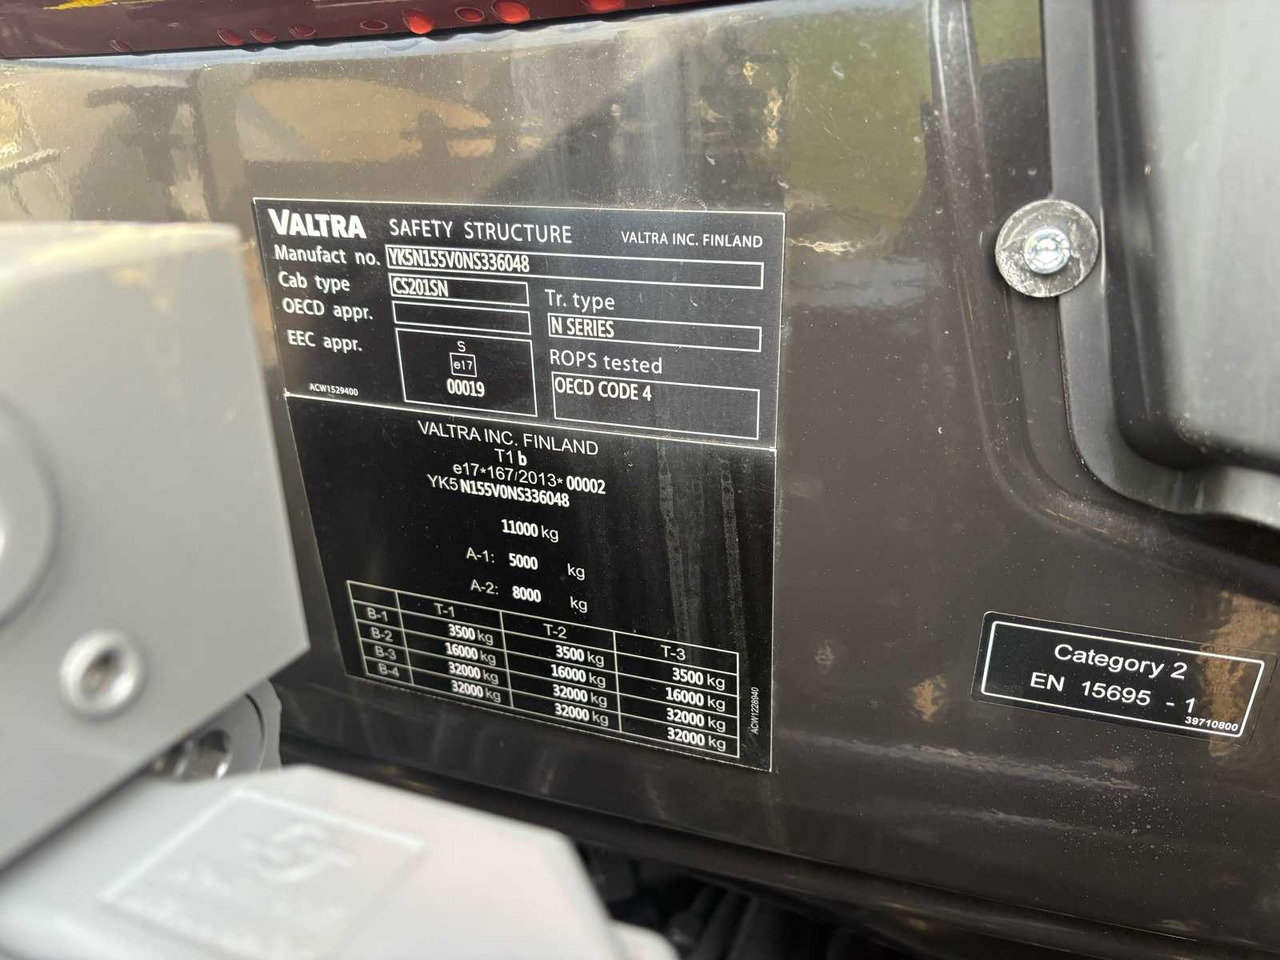 VALTRA SAFETY STRUCTURE VALTRA INC. FINLAND
Manufact no. YK5N155V0NS336048
Cab type CS201SN
OECD appr.
Tr. type
N SERIES
EEC appr. S
e17
00019
ROPS tested
OECD CODE 4
ACW1529400
VALTRA INC. FINLAND
T1 b
e17*167/2013* 00002
YK5 N155V0NS336048
11000 kg
A-1: 5000 kg
A-2: 8000 kg
T-1 T-2 T-3
B-1 3500 kg 3500 kg 3500 kg
B-2 16000 kg 16000 kg 16000 kg
B-3 32000 kg 32000 kg 32000 kg
B-4 32000 kg 32000 kg 32000 kg
ACW1228940
Category 2
EN 15695 - 1
39710800